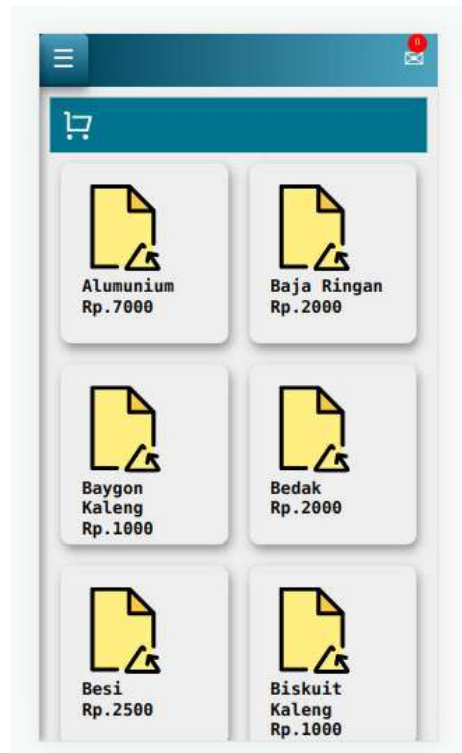 0
Alumunium
Rp.7000
Baja Ringan
Rp.2000
Baygon
Kaleng
Rp.1000
Bedak
Rp.2000
Besi
Rp.2500
Biskuit
Kaleng
Rp.1000